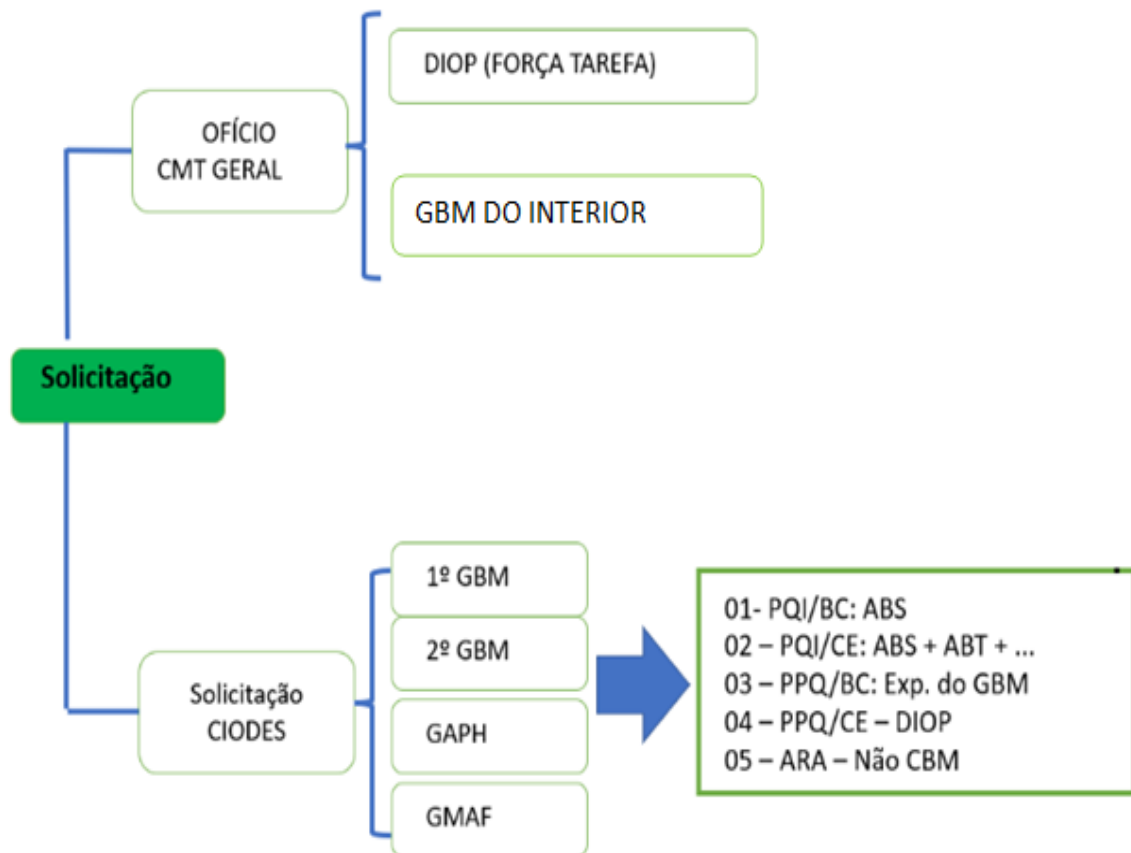 DIOP (FORÇA TAREFA)
OFÍCIO
CMT GERAL
GBM DO INTERIOR
Solicitação
Solicitação
CIODES
1º GBM
2º GBM
GAPH
GMAF
01- PQI/BC: ABS
02 – PQI/CE: ABS + ABT + ...
03 – PPQ/BC: Exp. do GBM
04 – PPQ/CE – DIOP
05 – ARA – Não CBM